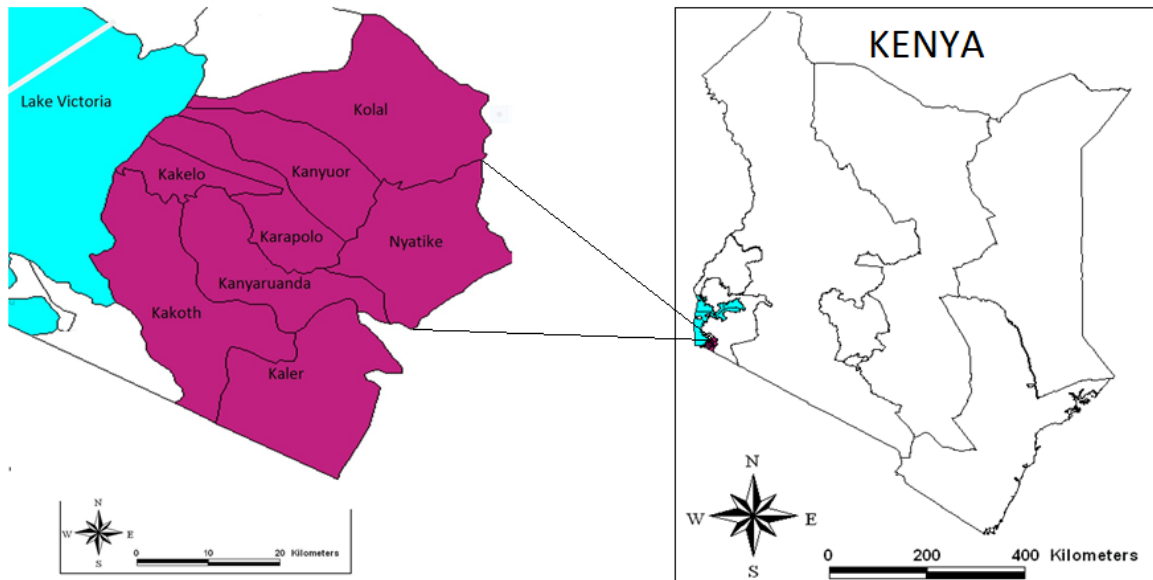 KENYA
Lake Victoria
Kolal
Kakelo
Kanyuor
Karapolo
Nyatike
Kanyaruanda
Kakoth
Kaler
N
W E
S
0 10 20 Kilometers
N
W E
S
0 200 400 Kilometers